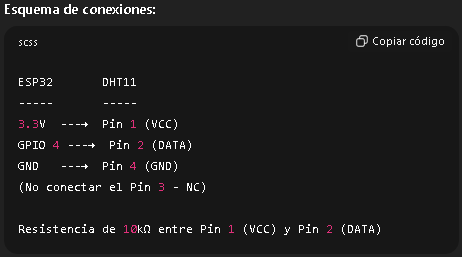 Esquema de conexiones:
scss
Copiar código
ESP32 DHT11
----- -----
3.3V ---→ Pin 1 (VCC)
GPIO 4 ---→ Pin 2 (DATA)
GND ---→ Pin 4 (GND)
(No conectar el Pin 3 - NC)
Resistencia de 10kΩ entre Pin 1 (VCC) y Pin 2 (DATA)